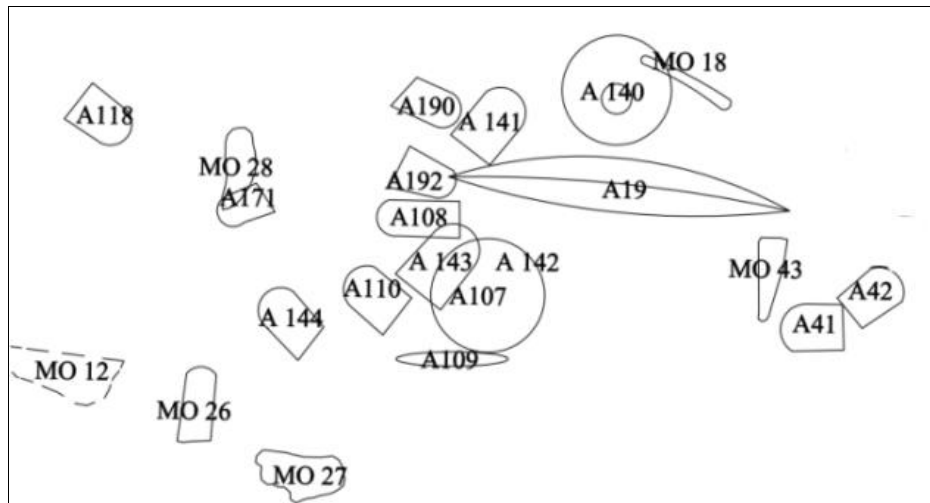 MO 18
A 140
A190
A118
A 141
MO 28
A192
A19
A171
A108
A 143
A 142
MO 43
A110
A107
A42
A 144
A41
A109
MO 12
MO 26
MO 27